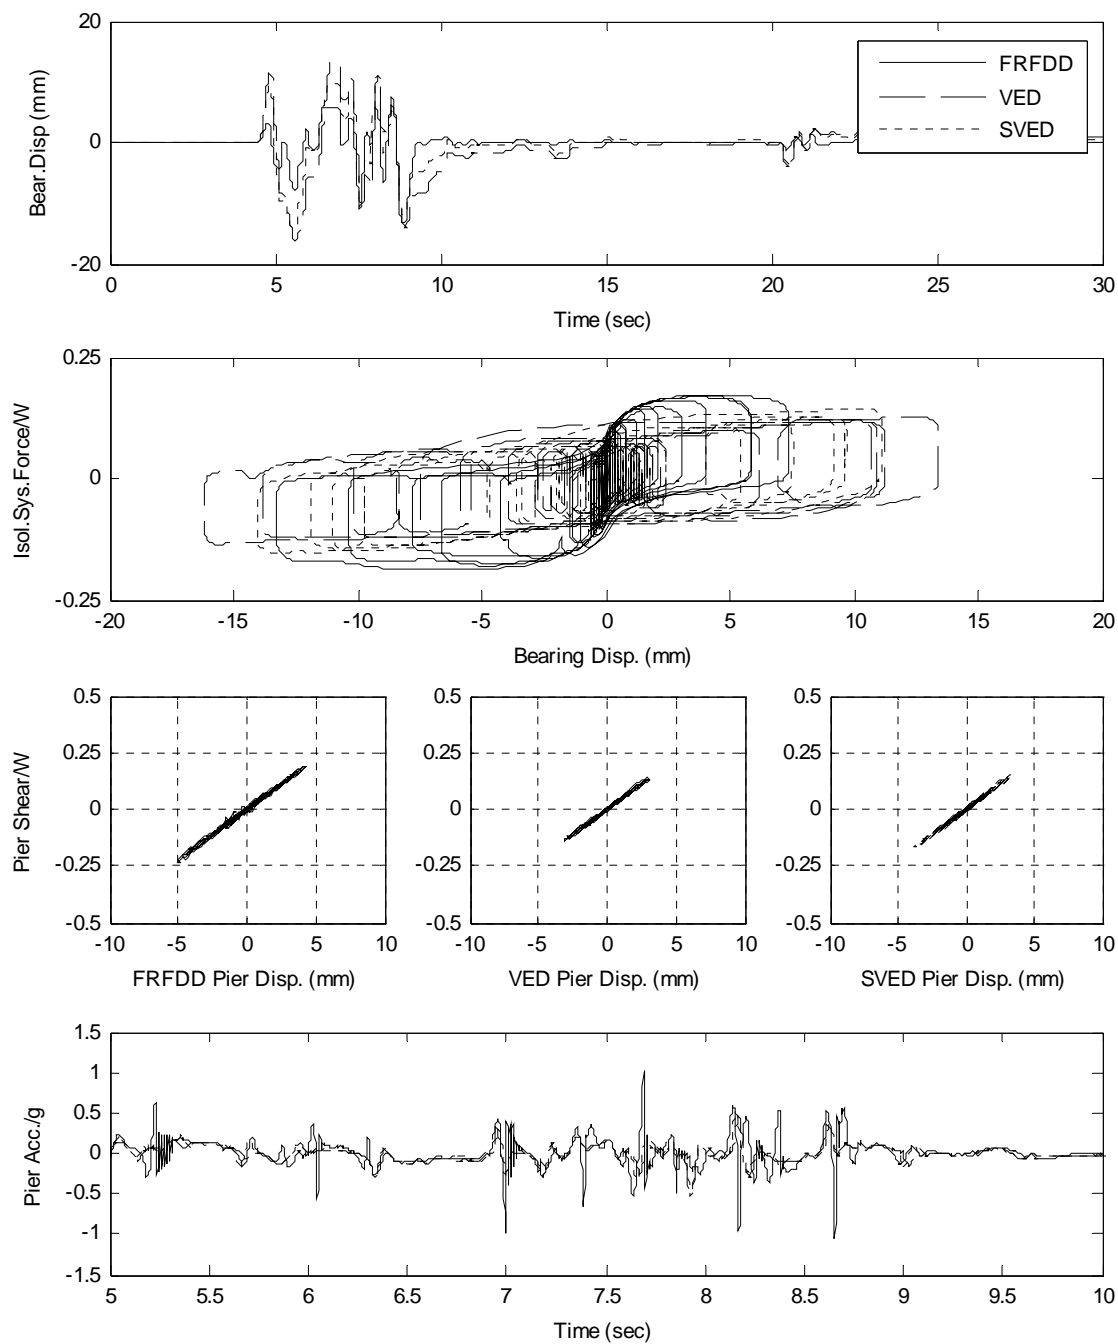 20
0
-20
Bear.Disp (mm)
FRFDD
VED
SVED
0 5 10 15 20 25 30
Time (sec)
0.25
0
-0.25
Isol.Sys.Force/W
-20 -15 -10 -5 0 5 10 15 20
Bearing Disp. (mm)
0.5 0.5 0.5
0.25 0.25 0.25
0 0 0
-0.25 -0.25 -0.25
-0.5 -0.5 -0.5
Pier Shear/W
-10 -5 0 5 10 -10 -5 0 5 10 -10 -5 0 5 10
FRFDD Pier Disp. (mm) VED Pier Disp. (mm) SVED Pier Disp. (mm)
1.5
1
0.5
0
-0.5
-1
-1.5
Pier Acc./g
5 5.5 6 6.5 7 7.5 8 8.5 9 9.5 10
Time (sec)